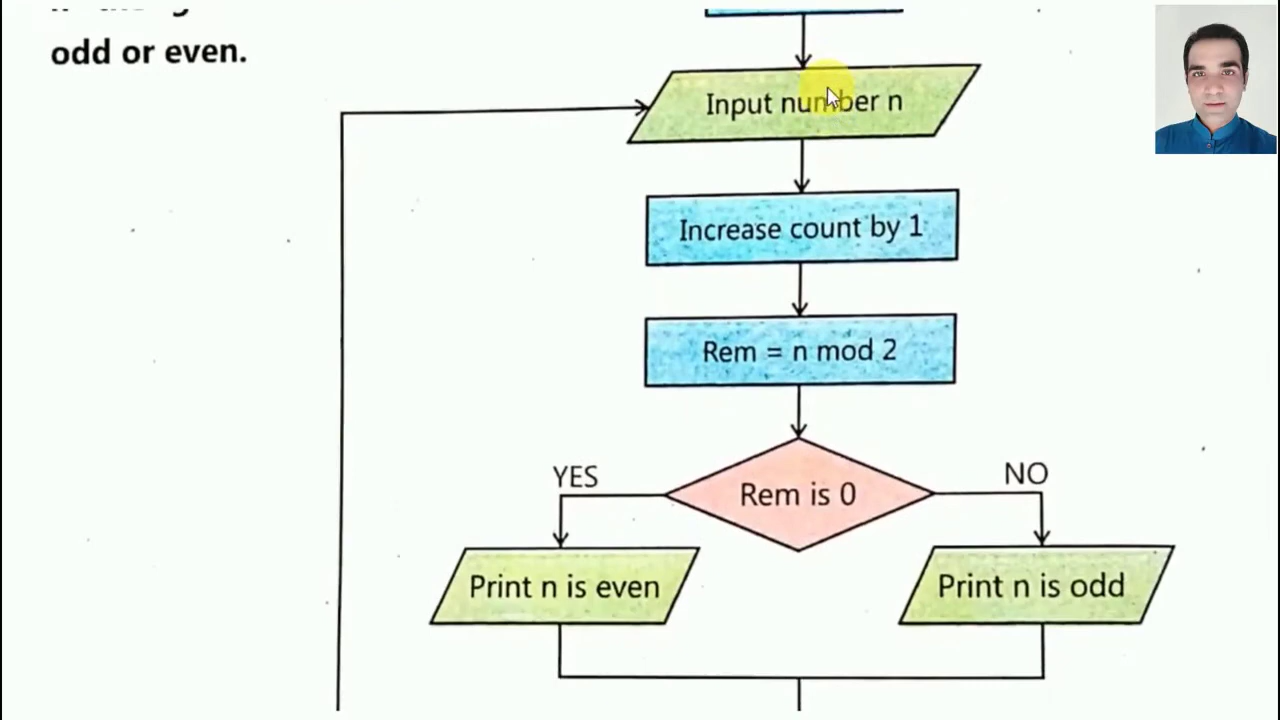 odd or even.
Input number n
Increase count by 1
Rem = n mod 2
Rem is 0
YES
NO
Print n is even
Print n is odd